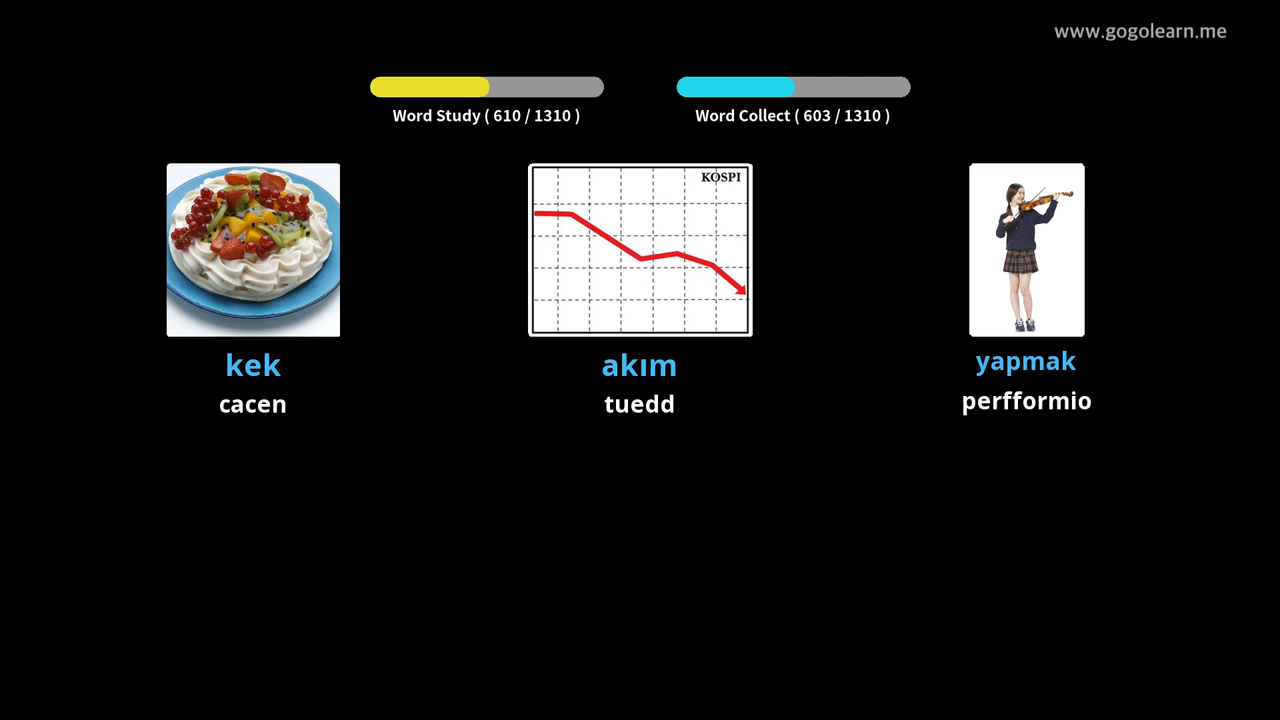 www.gogolearn.me
Word Study ( 610 / 1310 )
Word Collect ( 603 / 1310 )
KOSPI
kek
akım
yapmak
cacen
tuedd
perfformio